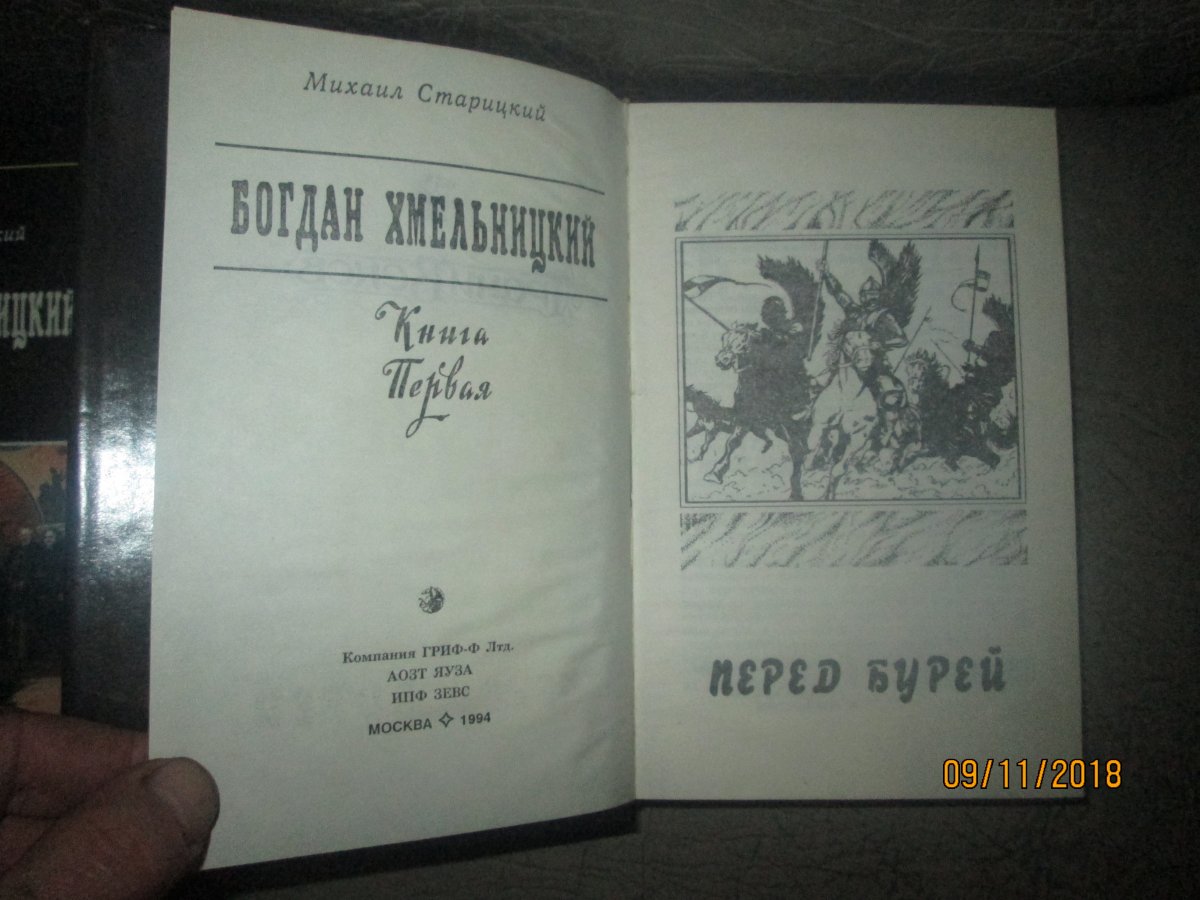 Михаил Старицкий
БОГДАН ХМЕЛЬНИЦКИЙ
Книга
Первая
Компания ГРИФ-Ф Лтд.
АОЗТ ЯУЗА
ИПФ ЗЕВС
МОСКВА ✧ 1994
ПЕРЕД БУРЕЙ
09/11/2018